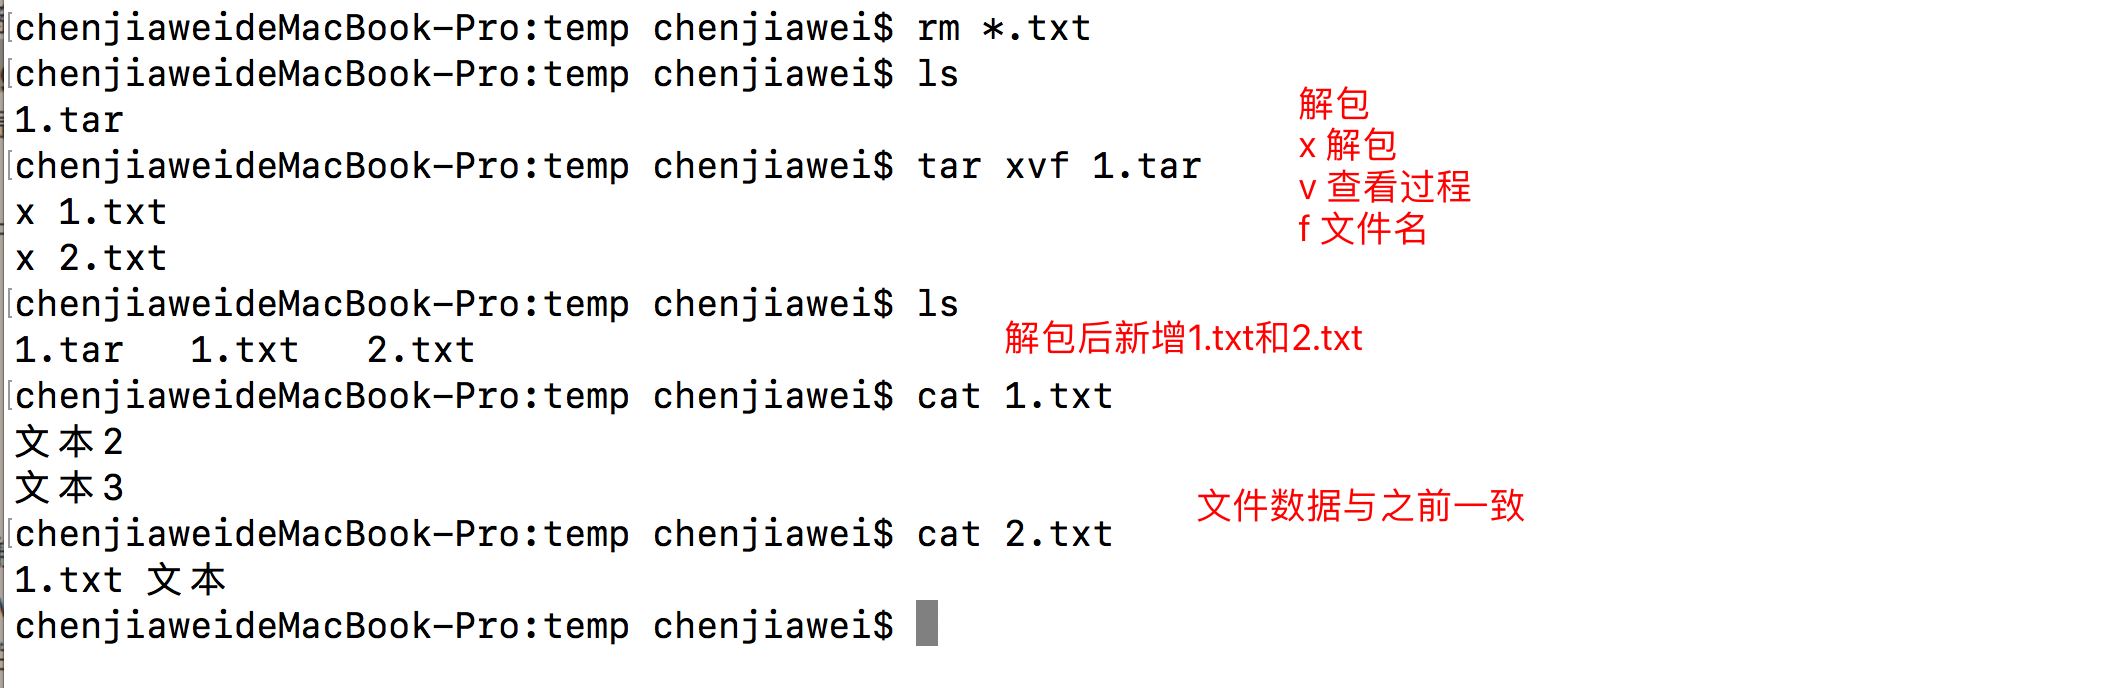 chenjiaweideMacBook-Pro:temp chenjiawei$ rm *.txt
chenjiaweideMacBook-Pro:temp chenjiawei$ ls
1.tar
解包
x 解包
chenjiaweideMacBook-Pro:temp chenjiawei$ tar xvf 1.tar
v 查看过程
x 1.txt
f 文件名
x 2.txt
chenjiaweideMacBook-Pro:temp chenjiawei$ ls
解包后新增1.txt和2.txt
1.tar 1.txt 2.txt
chenjiaweideMacBook-Pro:temp chenjiawei$ cat 1.txt
文本2
文本3
文件数据与之前一致
chenjiaweideMacBook-Pro:temp chenjiawei$ cat 2.txt
1.txt 文本
chenjiaweideMacBook-Pro:temp chenjiawei$